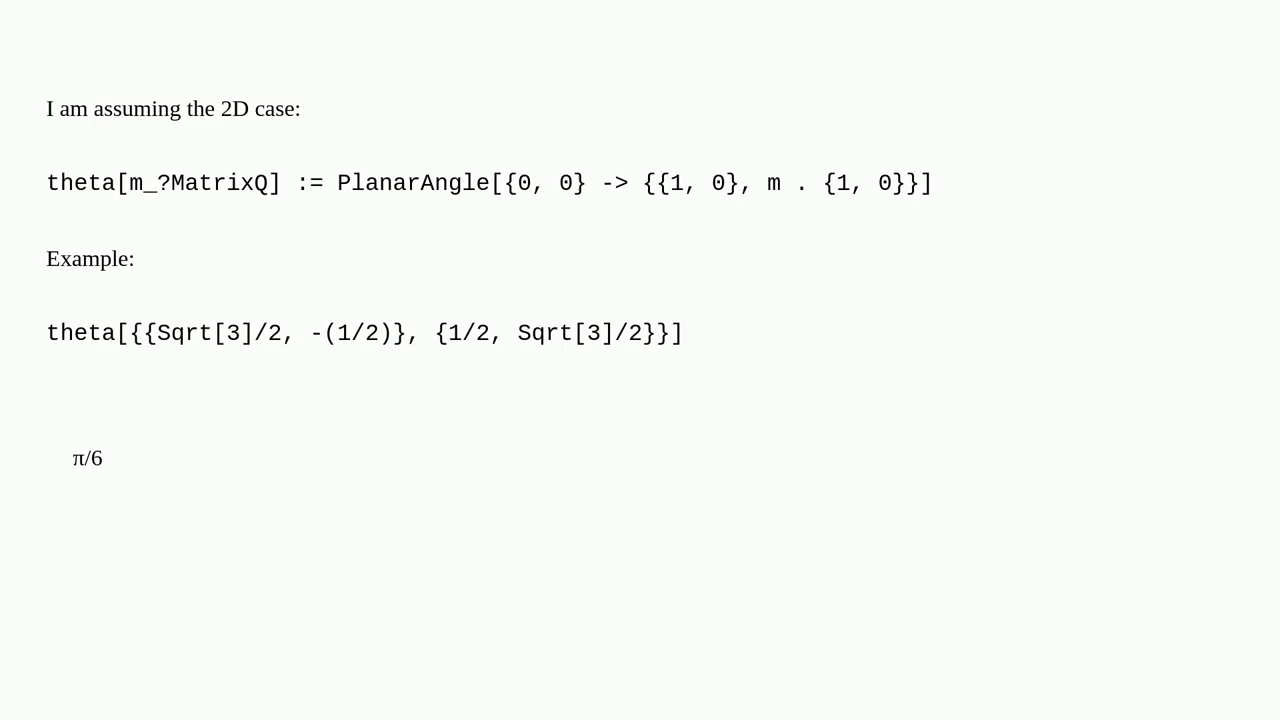 I am assuming the 2D case:
theta[m_?MatrixQ] := PlanarAngle[{0, 0} -> {{1, 0}, m . {1, 0}}]
Example:
theta[{{Sqrt[3]/2, -(1/2)}, {1/2, Sqrt[3]/2}}]
π/6